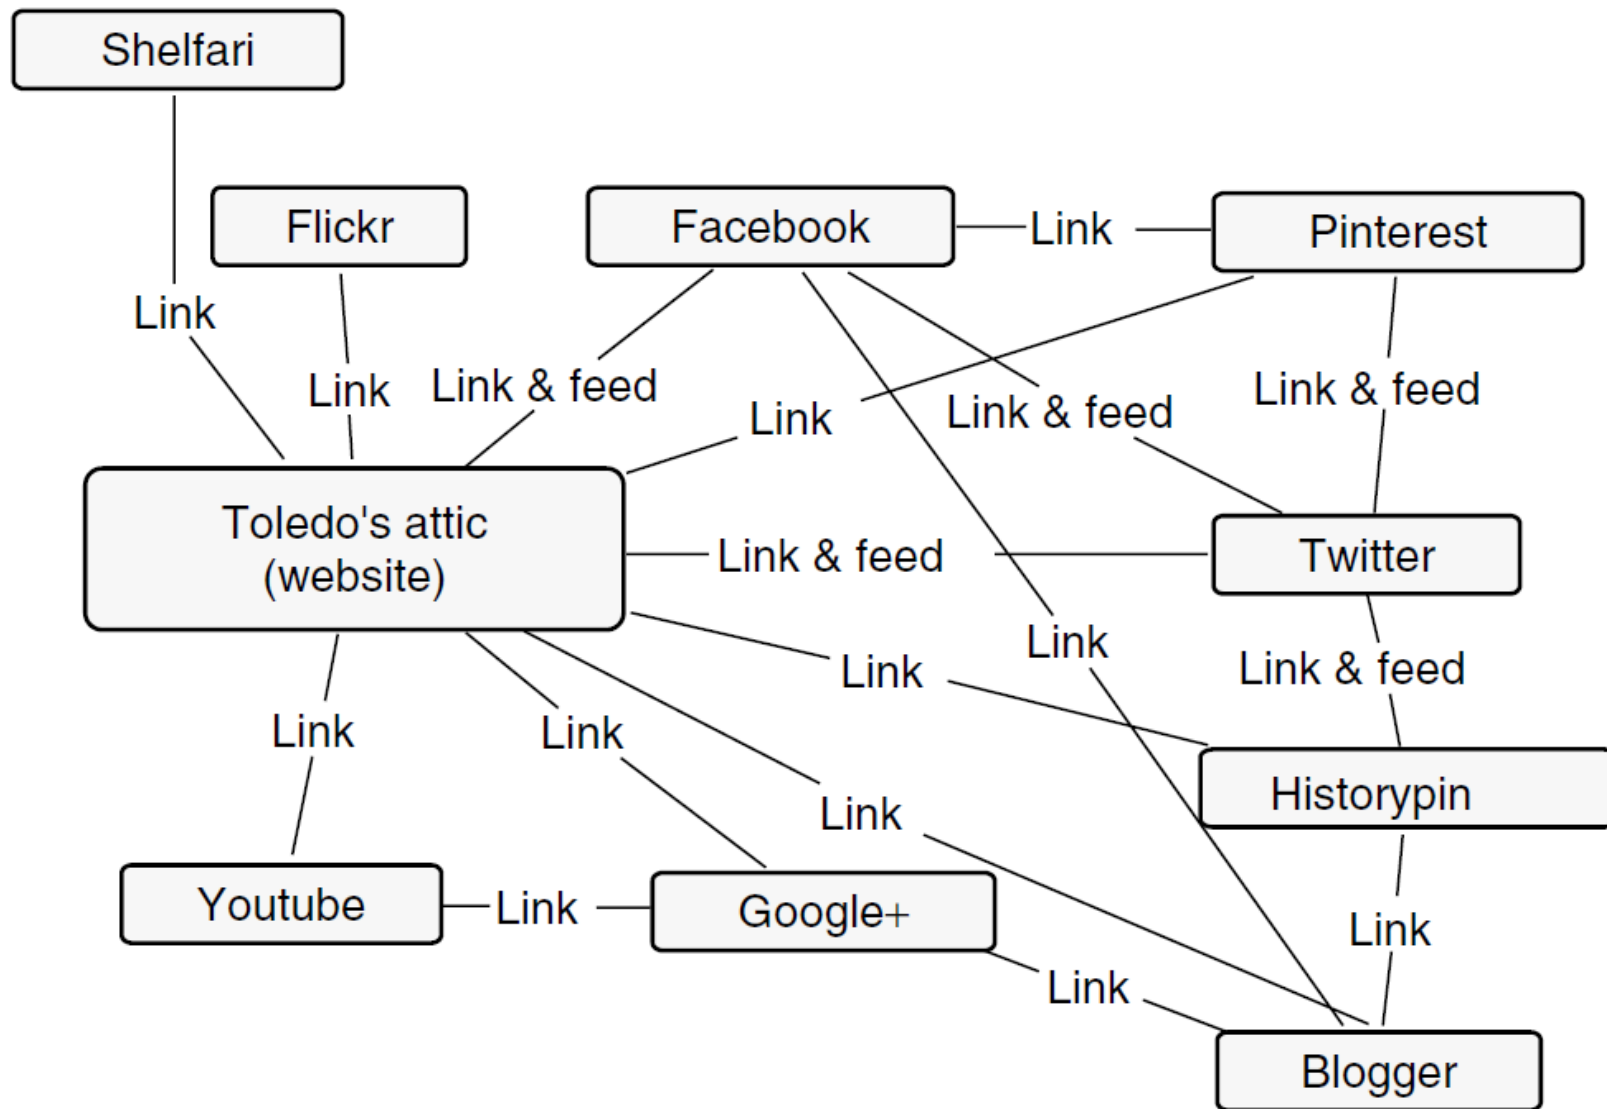 Shelfari
Flickr
Facebook
Link
Pinterest
Link
Link
Link & feed
Link
Link & feed
Link & feed
Toledo's attic
(website)
Link & feed
Twitter
Link
Link
Link & feed
Link
Link
Link
Historypin
Youtube
Link
Google+
Link
Link
Blogger